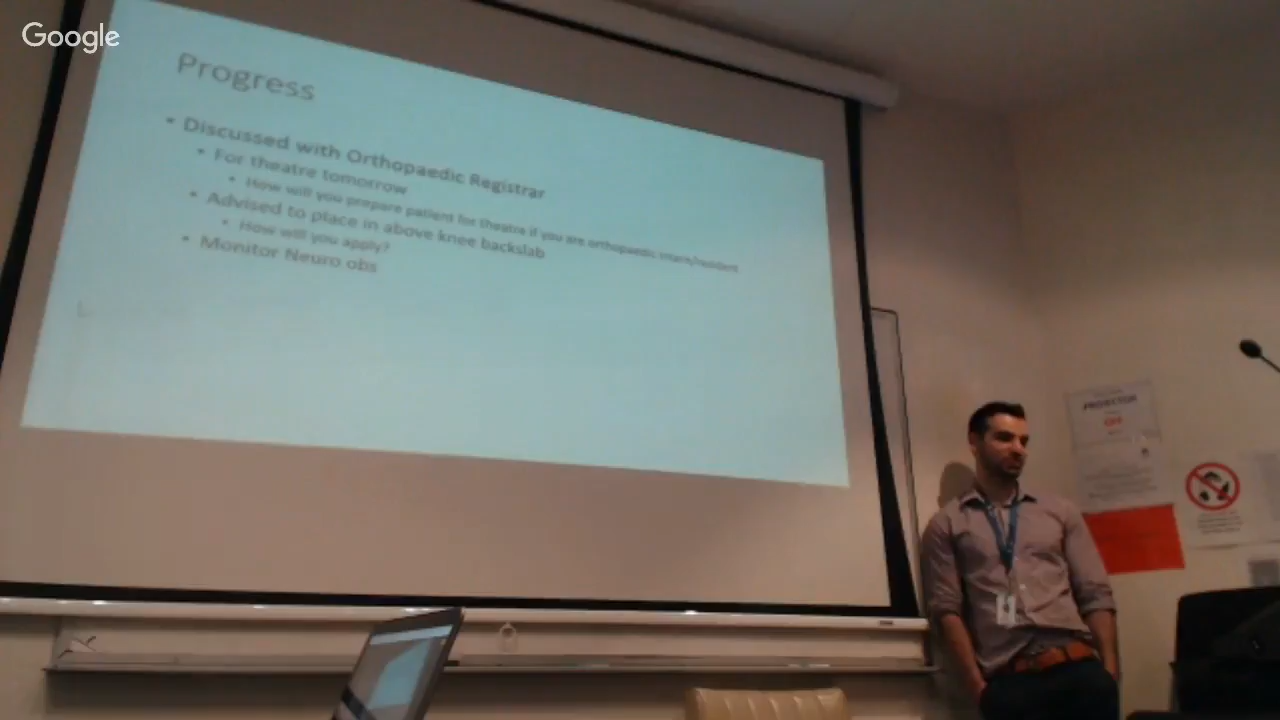 Google
Progress
• Discussed with Orthopaedic Registrar
• For theatre tomorrow
• How will you prepare patient for theatre if you are orthopaedic intern/resident
• Advised to place in above knee backslab
• How will you apply?
• Monitor Neuro obs
PROJECTOR